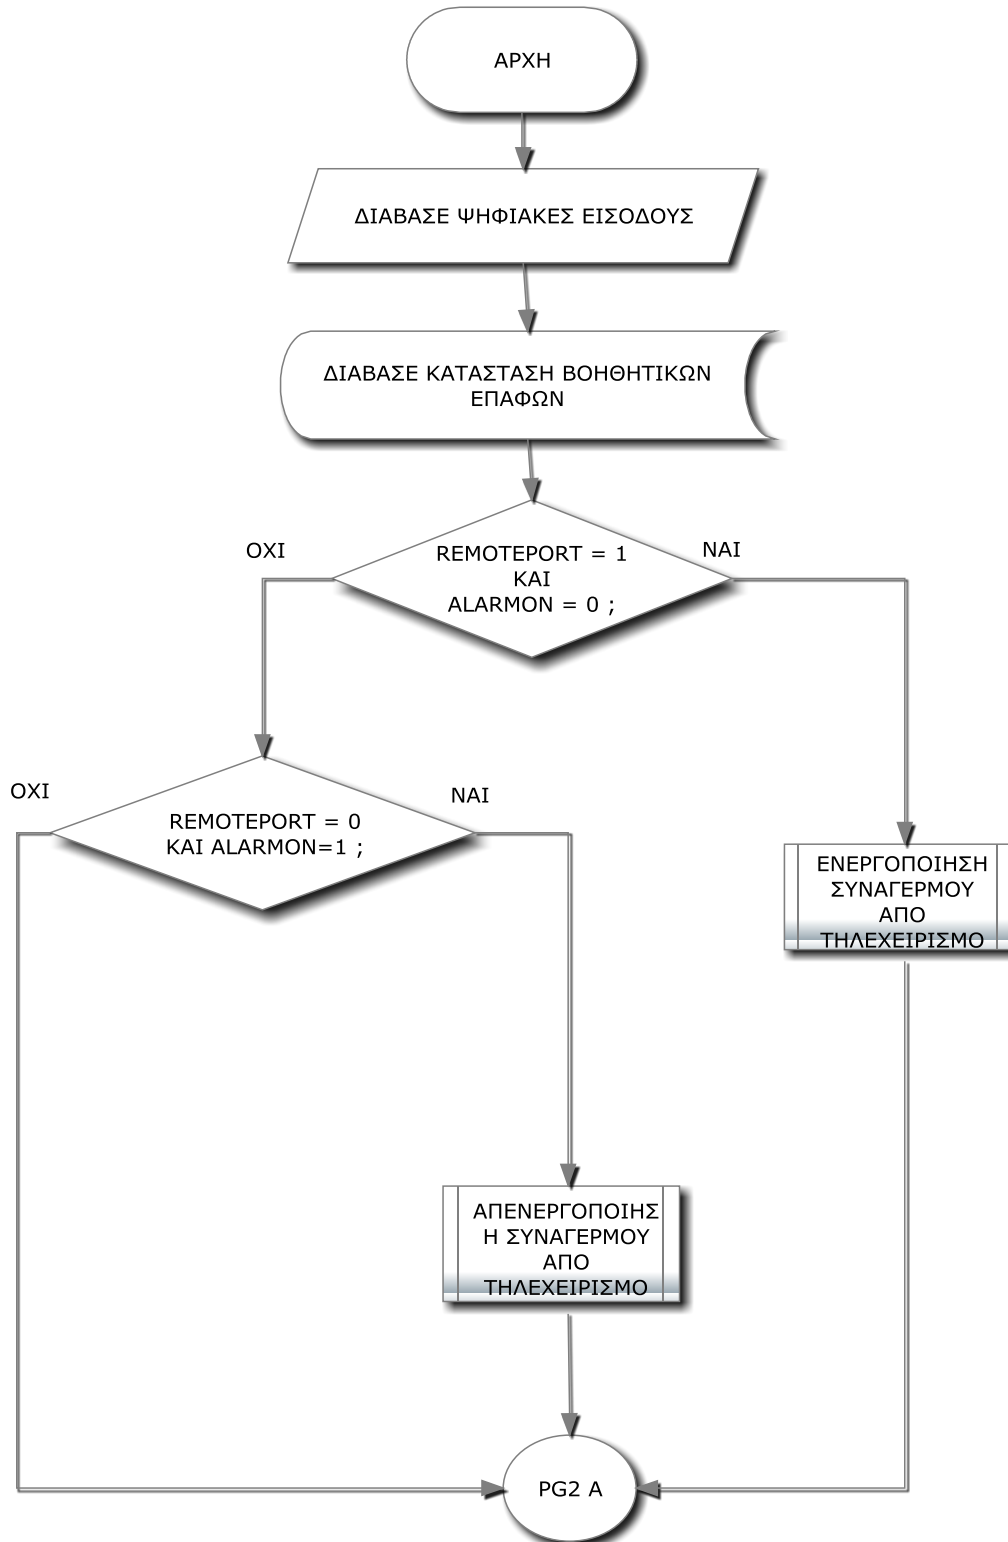 ΑΡΧΗ
ΔΙΑΒΑΣΕ ΨΗΦΙΑΚΕΣ ΕΙΣΟΔΟΥΣ
ΔΙΑΒΑΣΕ ΚΑΤΑΣΤΑΣΗ ΒΟΗΘΗΤΙΚΩΝ
ΕΠΑΦΩΝ
ΟΧΙ
ΝΑΙ
REMOTEPORT = 1
ΚΑΙ
ALARMON = 0 ;
ΟΧΙ
ΝΑΙ
REMOTEPORT = 0
ΚΑΙ ALARMON=1 ;
ΕΝΕΡΓΟΠΟΙΗΣΗ
ΣΥΝΑΓΕΡΜΟΥ
ΑΠΟ
ΤΗΛΕΧΕΙΡΙΣΜΟ
ΑΠΕΝΕΡΓΟΠΟΙΗΣ
Η ΣΥΝΑΓΕΡΜΟΥ
ΑΠΟ
ΤΗΛΕΧΕΙΡΙΣΜΟ
PG2 A